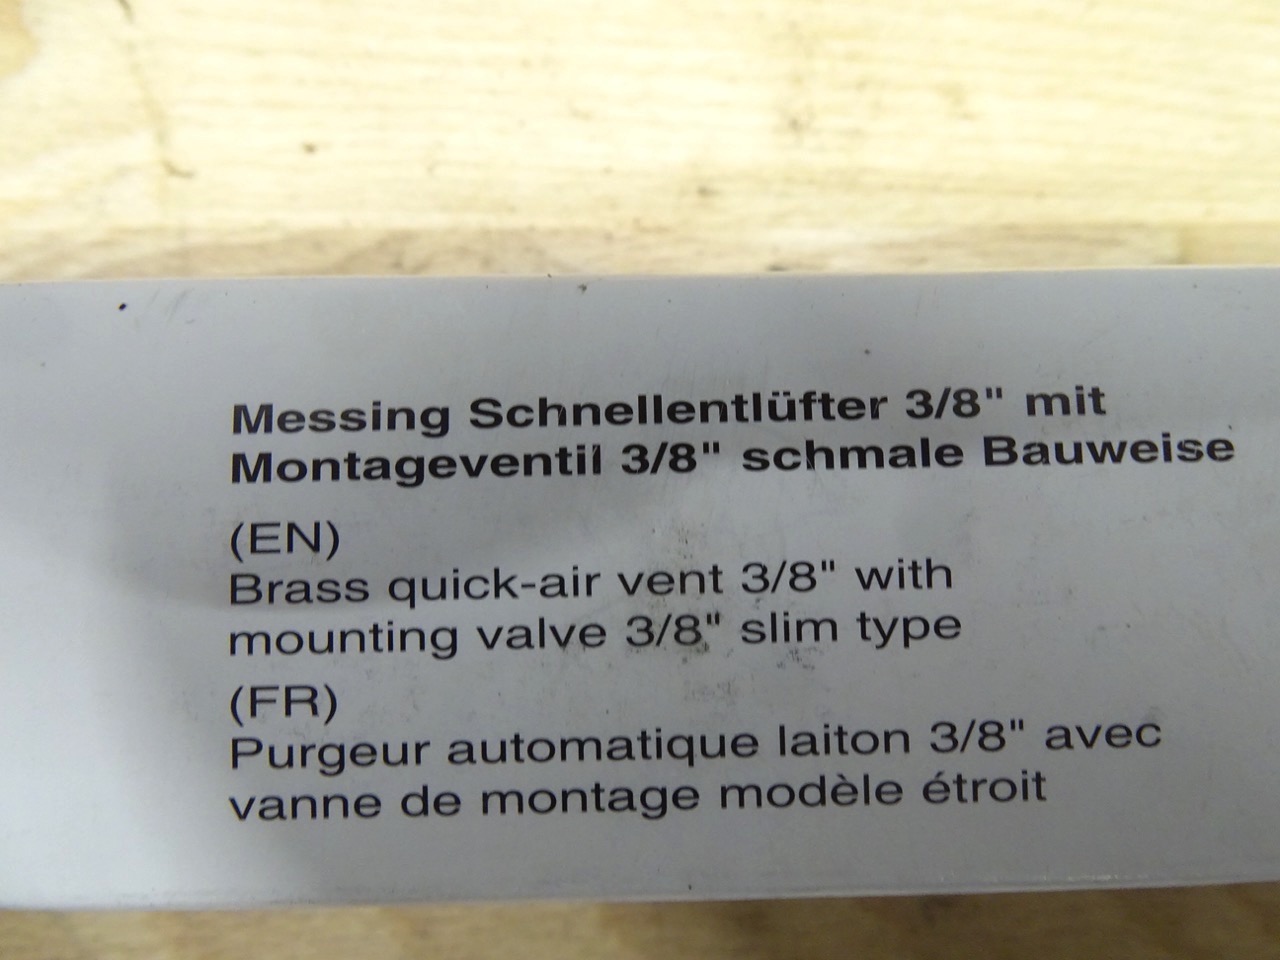 Messing Schnellentlüfter 3/8" mit
Montageventil 3/8" schmale Bauweise
(EN)
Brass quick-air vent 3/8" with
mounting valve 3/8" slim type
(FR)
Purgeur automatique laiton 3/8" avec
vanne de montage modèle étroit